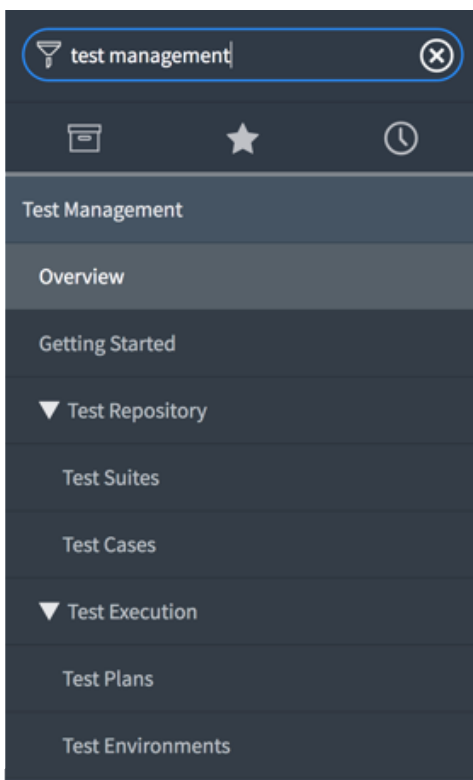 test management
Test Management
Overview
Getting Started
Test Repository
Test Suites
Test Cases
Test Execution
Test Plans
Test Environments